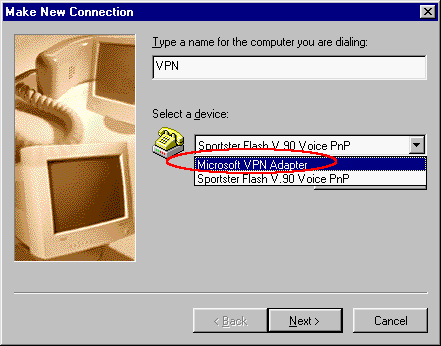 Make New Connection
Type a name for the computer you are dialing:
VPN
Select a device:
Sportster Flash V.90 Voice PnP
Microsoft VPN Adapter
Sportster Flash V.90 Voice PnP
< Back Next > Cancel